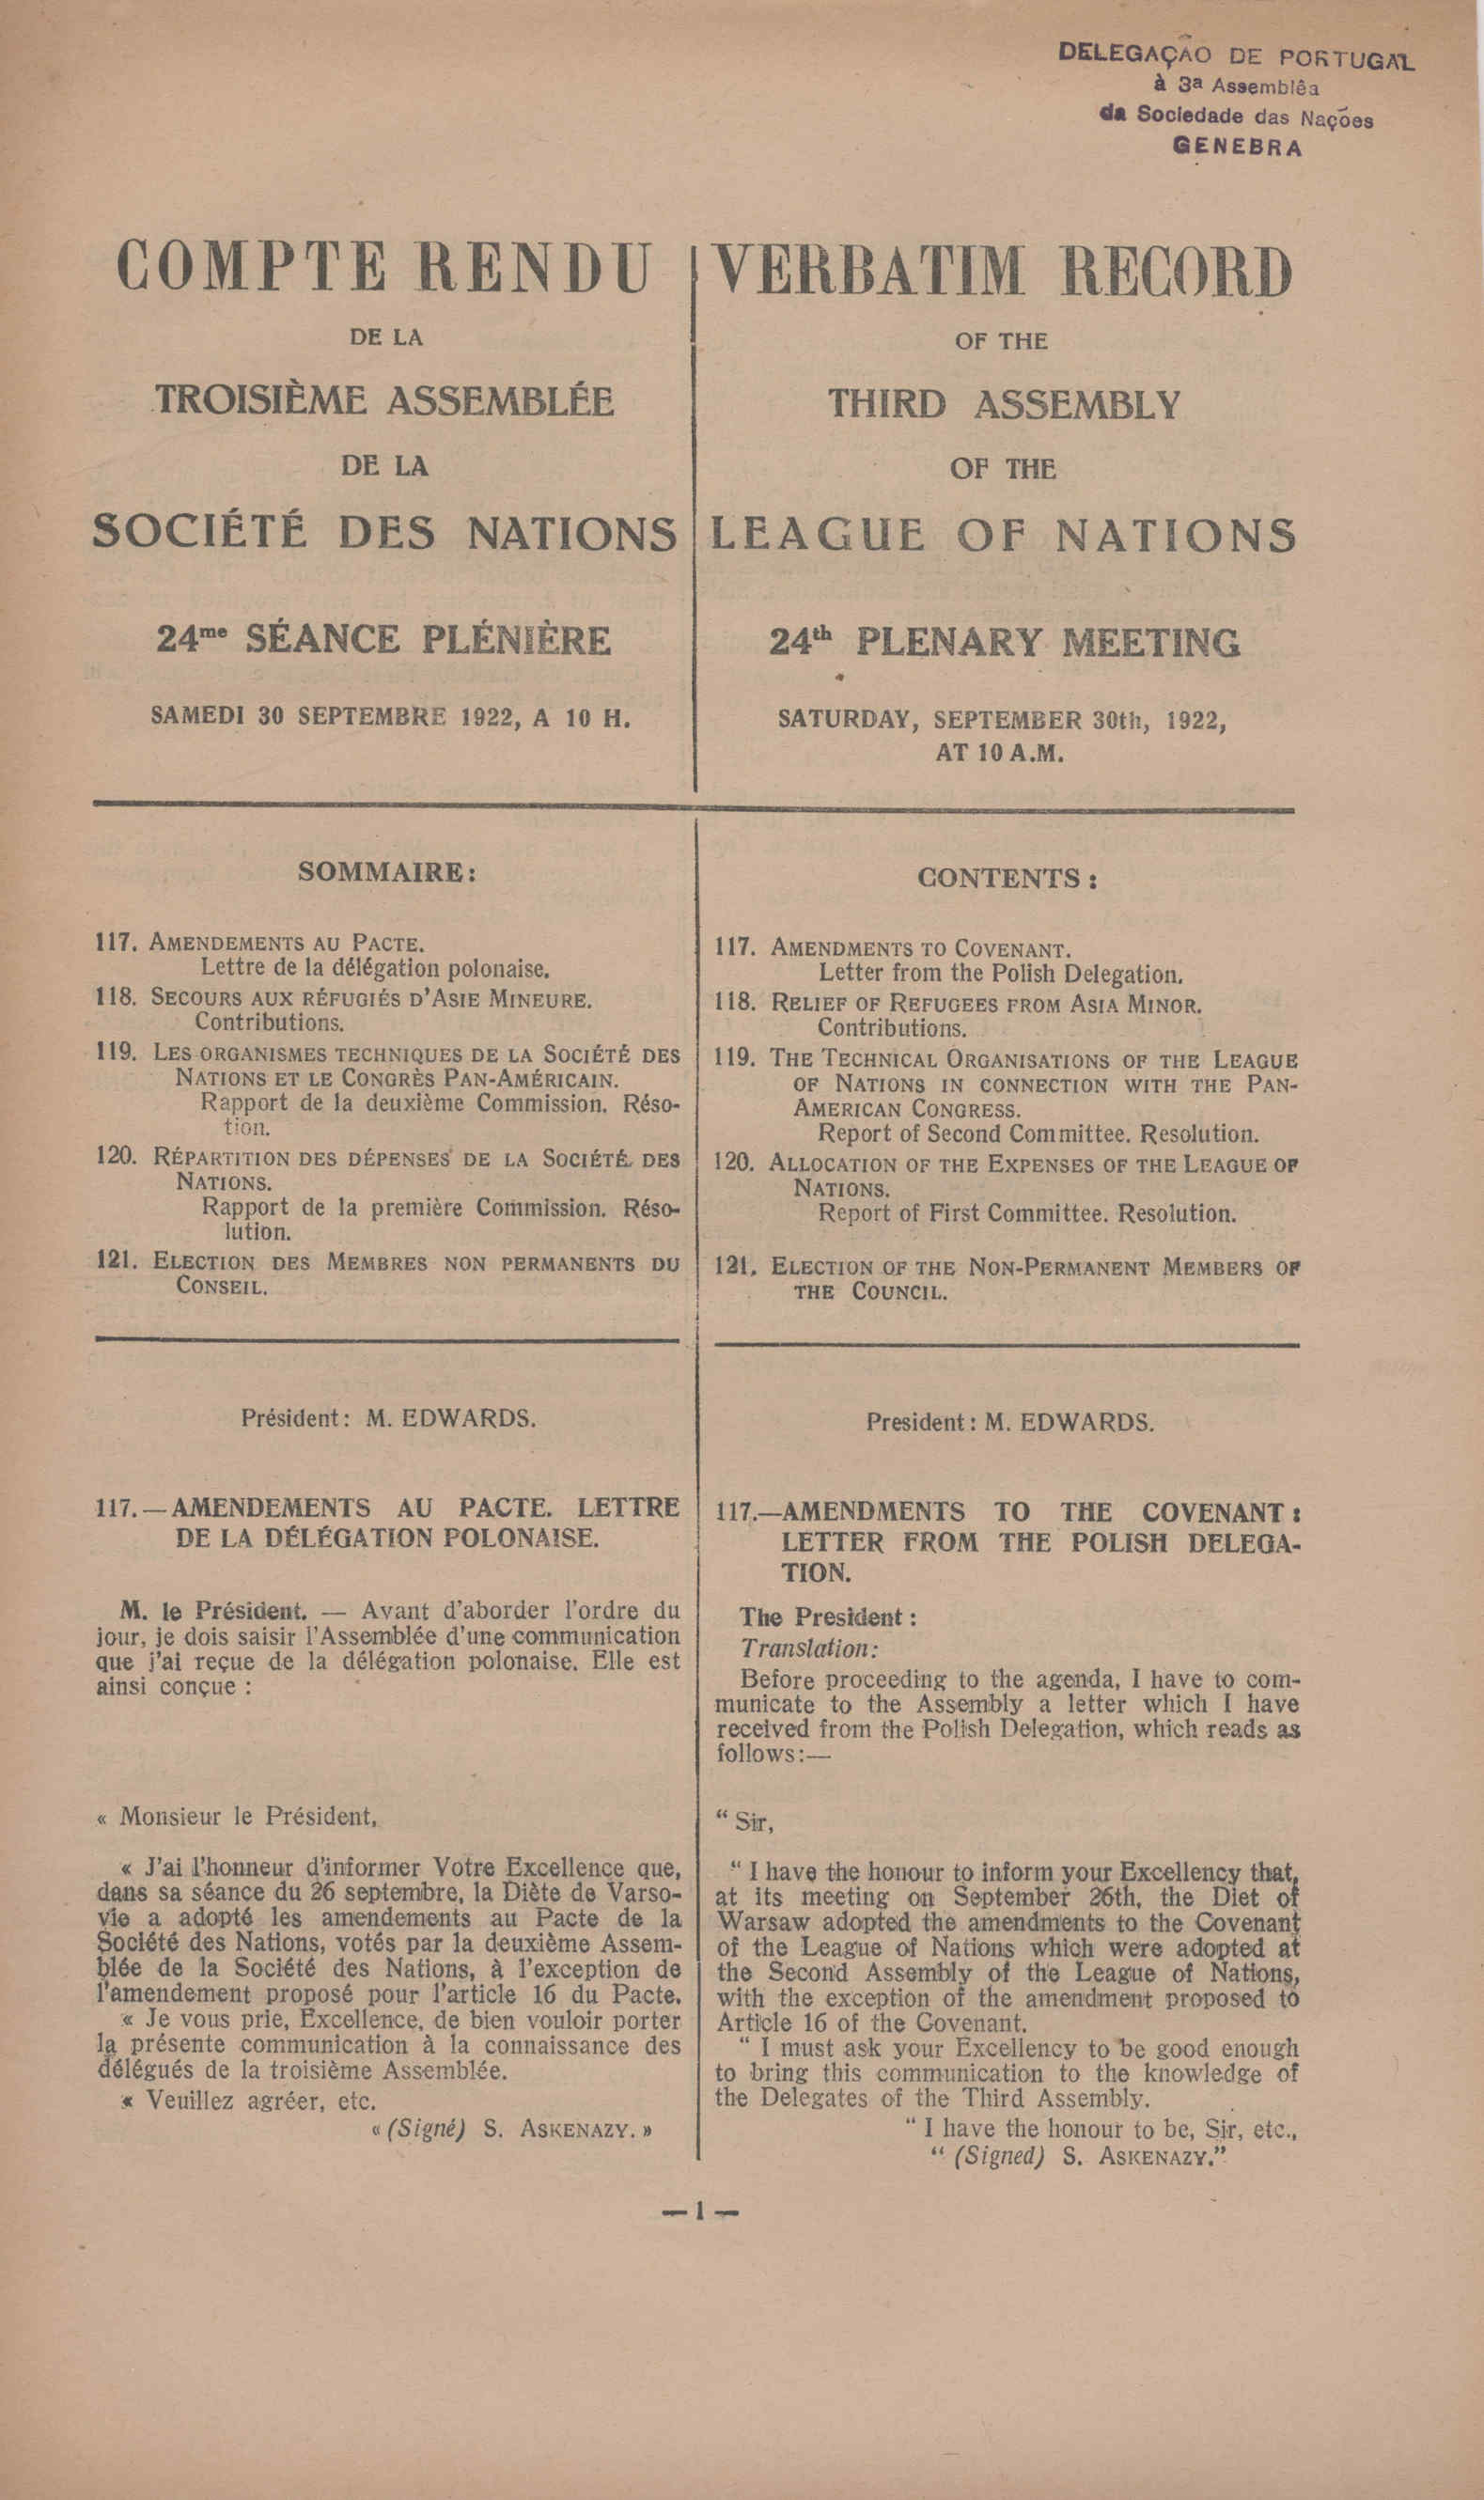 DELEGAÇÃO DE PORTUGAL
à 3ª Assemblêa
da Sociedade das Nações
GENEBRA
COMPTE RENDU
DE LA
TROISIÈME ASSEMBLÉE
DE LA
SOCIÉTÉ DES NATIONS
24me SÉANCE PLÉNIÈRE
SAMEDI 30 SEPTEMBRE 1922, A 10 H.
VERBATIM RECORD
OF THE
THIRD ASSEMBLY
OF THE
LEAGUE OF NATIONS
24th PLENARY MEETING
SATURDAY, SEPTEMBER 30th, 1922,
AT 10 A.M.
SOMMAIRE:
117. AMENDEMENTS AU PACTE.
Lettre de la délégation polonaise.
118. SECOURS AUX RÉFUGIÉS D'ASIE MINEURE.
Contributions.
119. LES ORGANISMES TECHNIQUES DE LA SOCIÉTÉ DES
NATIONS ET LE CONGRÈS PAN-AMÉRICAIN.
Rapport de la deuxième Commission. Réso-
tion.
120. RÉPARTITION DES DÉPENSES DE LA SOCIÉTÉ DES
NATIONS.
Rapport de la première Commission. Réso-
lution.
121. ELECTION DES MEMBRES NON PERMANENTS DU
CONSEIL.
CONTENTS :
117. AMENDMENTS TO COVENANT.
Letter from the Polish Delegation.
118. RELIEF OF REFUGEES FROM ASIA MINOR.
Contributions.
119. THE TECHNICAL ORGANISATIONS OF THE LEAGUE
OF NATIONS IN CONNECTION WITH THE PAN-
AMERICAN CONGRESS.
Report of Second Committee. Resolution.
120. ALLOCATION OF THE EXPENSES OF THE LEAGUE OF
NATIONS.
Report of First Committee. Resolution.
121. ELECTION OF THE NON-PERMANENT MEMBERS OF
THE COUNCIL.
Président : M. EDWARDS.
117. — AMENDEMENTS AU PACTE. LETTRE
DE LA DÉLÉGATION POLONAISE.
M. le Président. — Avant d'aborder l'ordre du
jour, je dois saisir l'Assemblée d'une communication
que j'ai reçue de la délégation polonaise. Elle est
ainsi conçue :
« Monsieur le Président,
« J'ai l'honneur d'informer Votre Excellence que,
dans sa séance du 26 septembre, la Diète de Varso-
vie a adopté les amendements au Pacte de la
Société des Nations, votés par la deuxième Assem-
blée de la Société des Nations, à l'exception de
l'amendement proposé pour l'article 16 du Pacte.
« Je vous prie, Excellence, de bien vouloir porter
la présente communication à la connaissance des
délégués de la troisième Assemblée.
« Veuillez agréer, etc.
« (Signé) S. ASKENAZY. »
President : M. EDWARDS.
117.—AMENDMENTS TO THE COVENANT :
LETTER FROM THE POLISH DELEGA-
TION.
The President :
Translation:
Before proceeding to the agenda, I have to com-
municate to the Assembly a letter which I have
received from the Polish Delegation, which reads as
follows:—
“ Sir,
“ I have the honour to inform your Excellency that,
at its meeting on September 26th, the Diet of
Warsaw adopted the amendments to the Covenant
of the League of Nations which were adopted at
the Second Assembly of the League of Nations,
with the exception of the amendment proposed to
Article 16 of the Covenant.
“ I must ask your Excellency to be good enough
to bring this communication to the knowledge of
the Delegates of the Third Assembly.
“ I have the honour to be, Sir, etc.,
“ (Signed) S. ASKENAZY.”
— 1 —